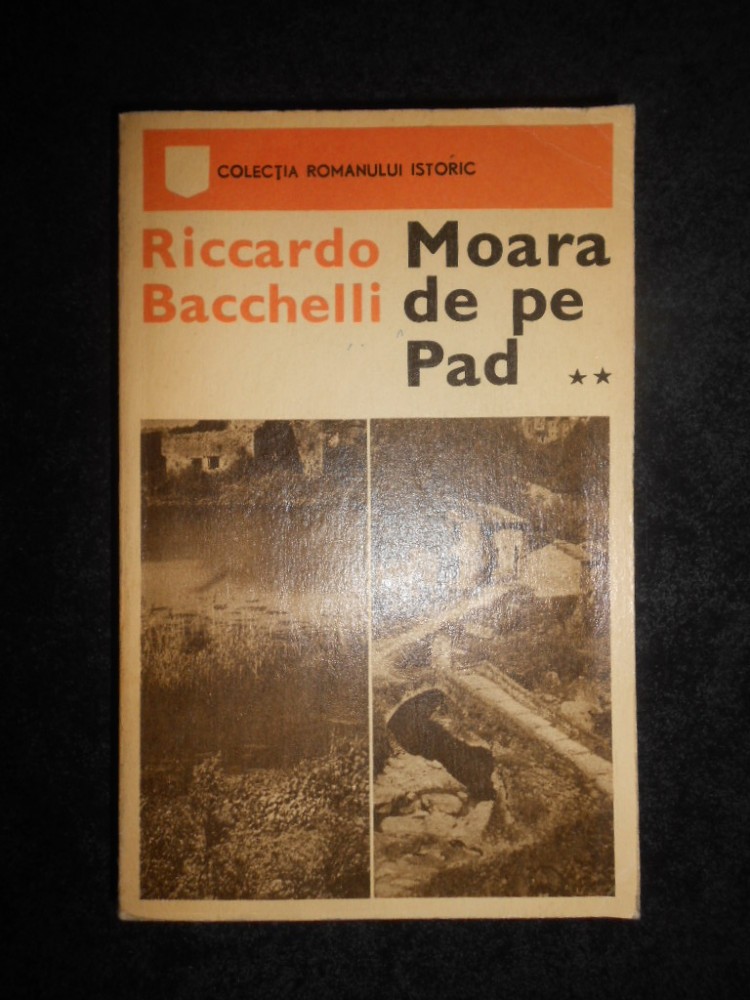 COLECȚIA ROMANULUI ISTORIC
Riccardo
Bacchelli
Moara
de pe
Pad **